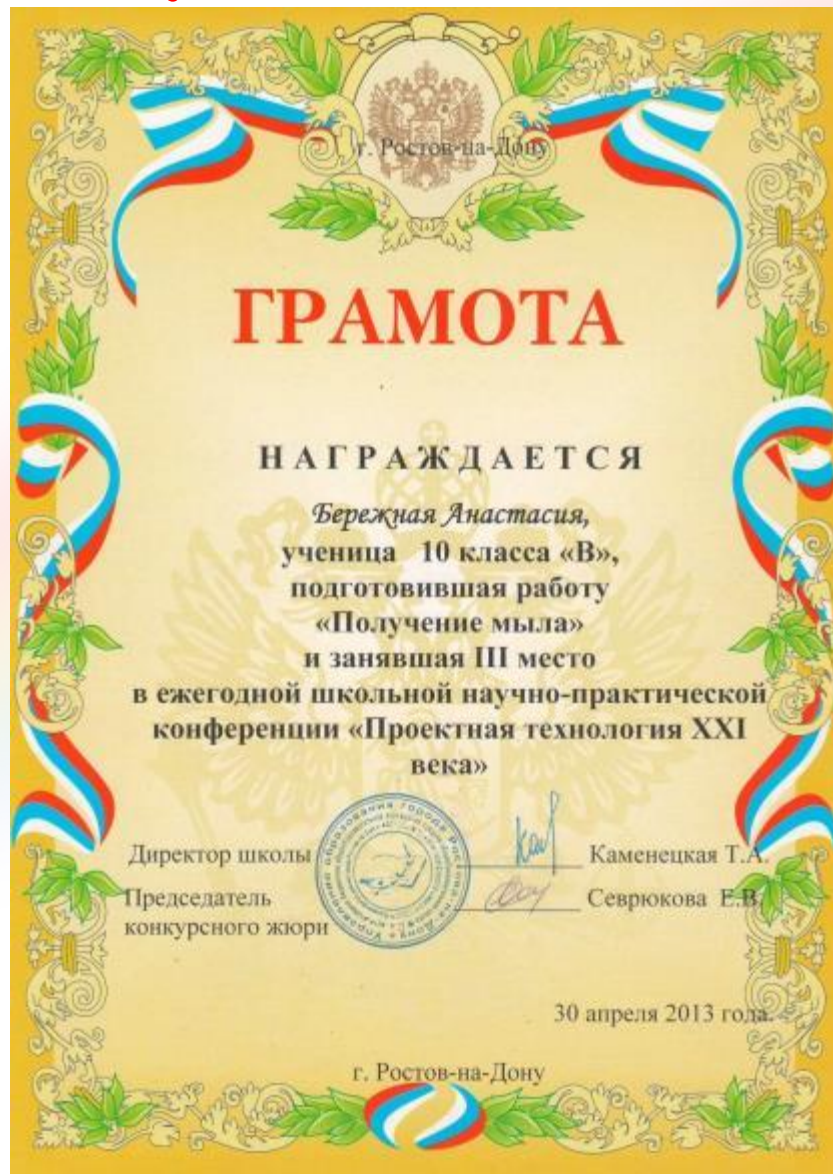 г. Ростов-на-Дону
ГРАМОТА
НАГРАЖДАЕТСЯ
Бережная Анастасия,
ученица 10 класса «В»,
подготовившая работу
«Получение мыла»
и занявшая III место
в ежегодной школьной научно-практической
конференции «Проектная технология XXI
века»
Директор школы Каменецкая Т.А.
Председатель Севрюкова Е.В.
конкурсного жюри
30 апреля 2013 года.
г. Ростов-на-Дону